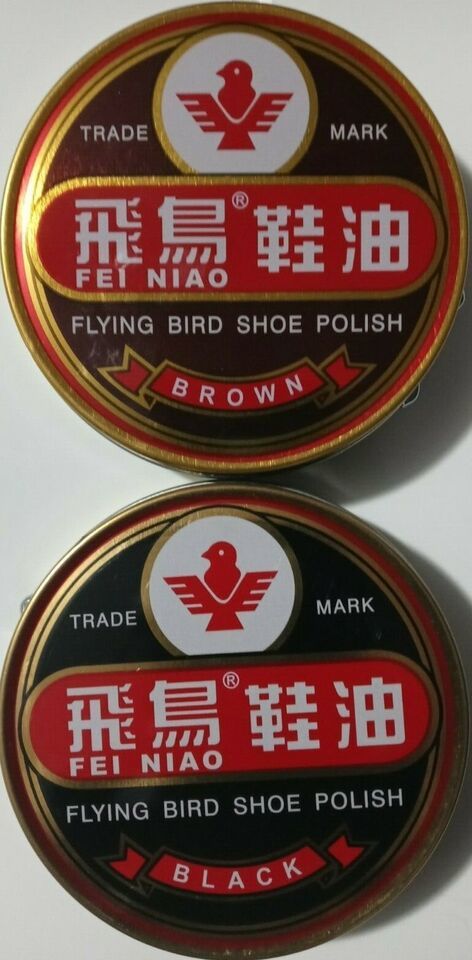 TRADE MARK
飛鳥® 鞋油
FEI NIAO
FLYING BIRD SHOE POLISH
BROWN
TRADE MARK
飛鳥® 鞋油
FEI NIAO
FLYING BIRD SHOE POLISH
BLACK